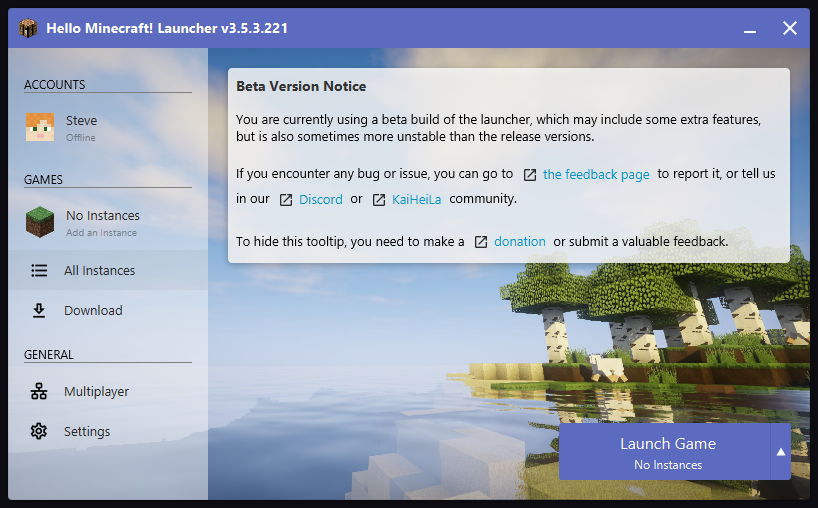 Hello Minecraft! Launcher v3.5.3.221
ACCOUNTS
Steve
Offline
GAMES
No Instances
Add an Instance
All Instances
Download
GENERAL
Multiplayer
Settings
Beta Version Notice
You are currently using a beta build of the launcher, which may include some extra features,
but is also sometimes more unstable than the release versions.
If you encounter any bug or issue, you can go to the feedback page to report it, or tell us
in our Discord or KaiHeiLa community.
To hide this tooltip, you need to make a donation or submit a valuable feedback.
Launch Game
No Instances